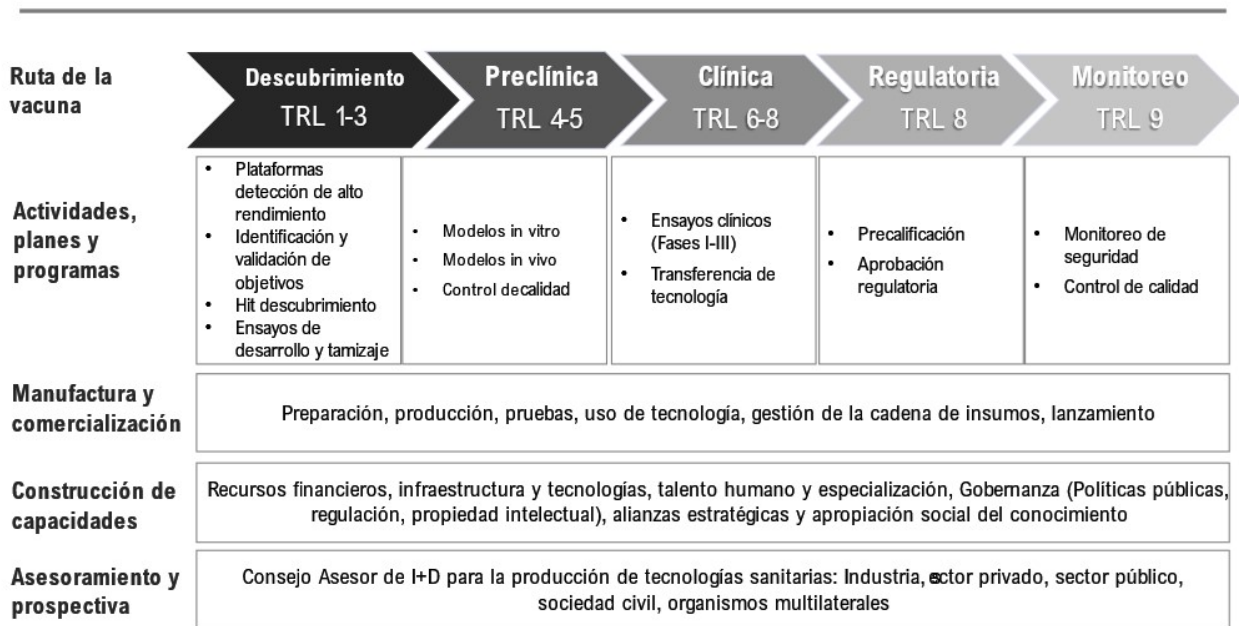 Ruta de la
vacuna
Descubrimiento
TRL 1-3
Preclínica
TRL 4-5
Clínica
TRL 6-8
Regulatoria
TRL 8
Monitoreo
TRL 9
Actividades,
planes y
programas
• Plataformas
detección de alto
rendimiento
• Identificación y
validación de
objetivos
• Hit descubrimiento
• Ensayos de
desarrollo y tamizaje
• Modelos in vitro
• Modelos in vivo
• Control decalidad
• Ensayos clínicos
(Fases I-III)
• Transferencia de
tecnología
• Precalificación
• Aprobación
regulatoria
• Monitoreo de
seguridad
• Control de calidad
Manufactura y
comercialización
Preparación, producción, pruebas, uso de tecnología, gestión de la cadena de insumos, lanzamiento
Construcción de
capacidades
Recursos financieros, infraestructura y tecnologías, talento humano y especialización, Gobernanza (Políticas públicas,
regulación, propiedad intelectual), alianzas estratégicas y apropiación social del conocimiento
Asesoramiento y
prospectiva
Consejo Asesor de I+D para la producción de tecnologías sanitarias: Industria, sector privado, sector público,
sociedad civil, organismos multilaterales